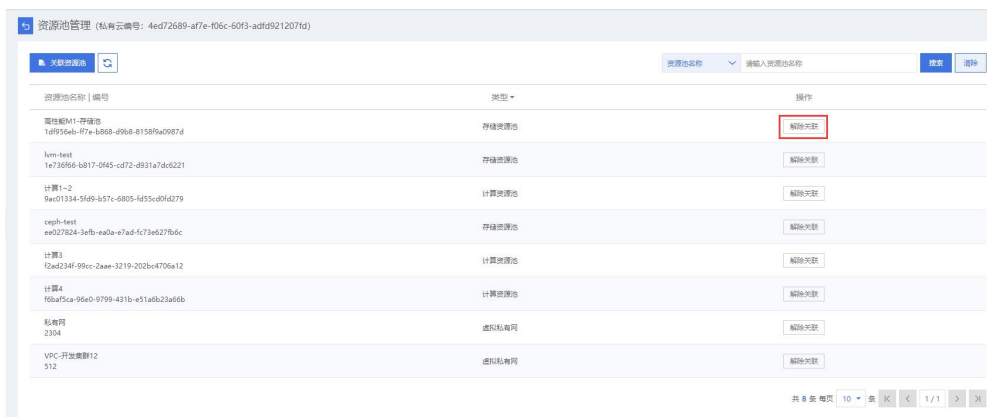 资源池管理 (私有云编号: 4ed72689-af7e-f06c-60f3-adfd921207fd)
关联资源池 资源池名称 请输入资源池名称 搜索 清除
资源池名称 | 编号 类型 操作
高性能M1-存储池
1df956eb-ff7e-b868-d9b8-8158f9a0987d
存储资源池 解除关联
lvm-test
1e736f66-b817-0f45-cd72-d931a7dc6221
存储资源池 解除关联
计算1~2
9ac01334-5fd9-b57c-6805-fd55cd0fd279
计算资源池 解除关联
ceph-test
ee027824-3efb-ea0a-e7ad-fc73e627fb6c
存储资源池 解除关联
计算3
f2ad234f-99cc-2aae-3219-202bc4706a12
计算资源池 解除关联
计算4
f6baf5ca-96e0-9799-431b-e51a6b23a66b
计算资源池 解除关联
私有网
2304
虚拟私有网 解除关联
VPC-开发集群12
512
虚拟私有网 解除关联
共 8 条 每页 10 条 1/1